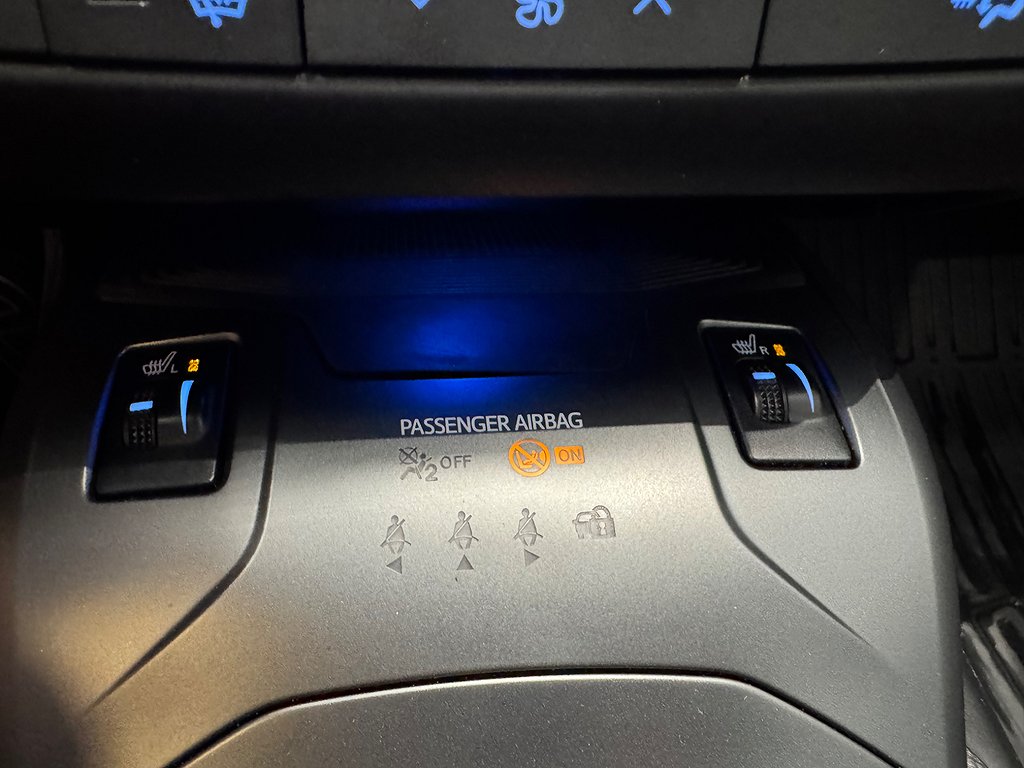 L
R
PASSENGER AIRBAG
2 OFF ON